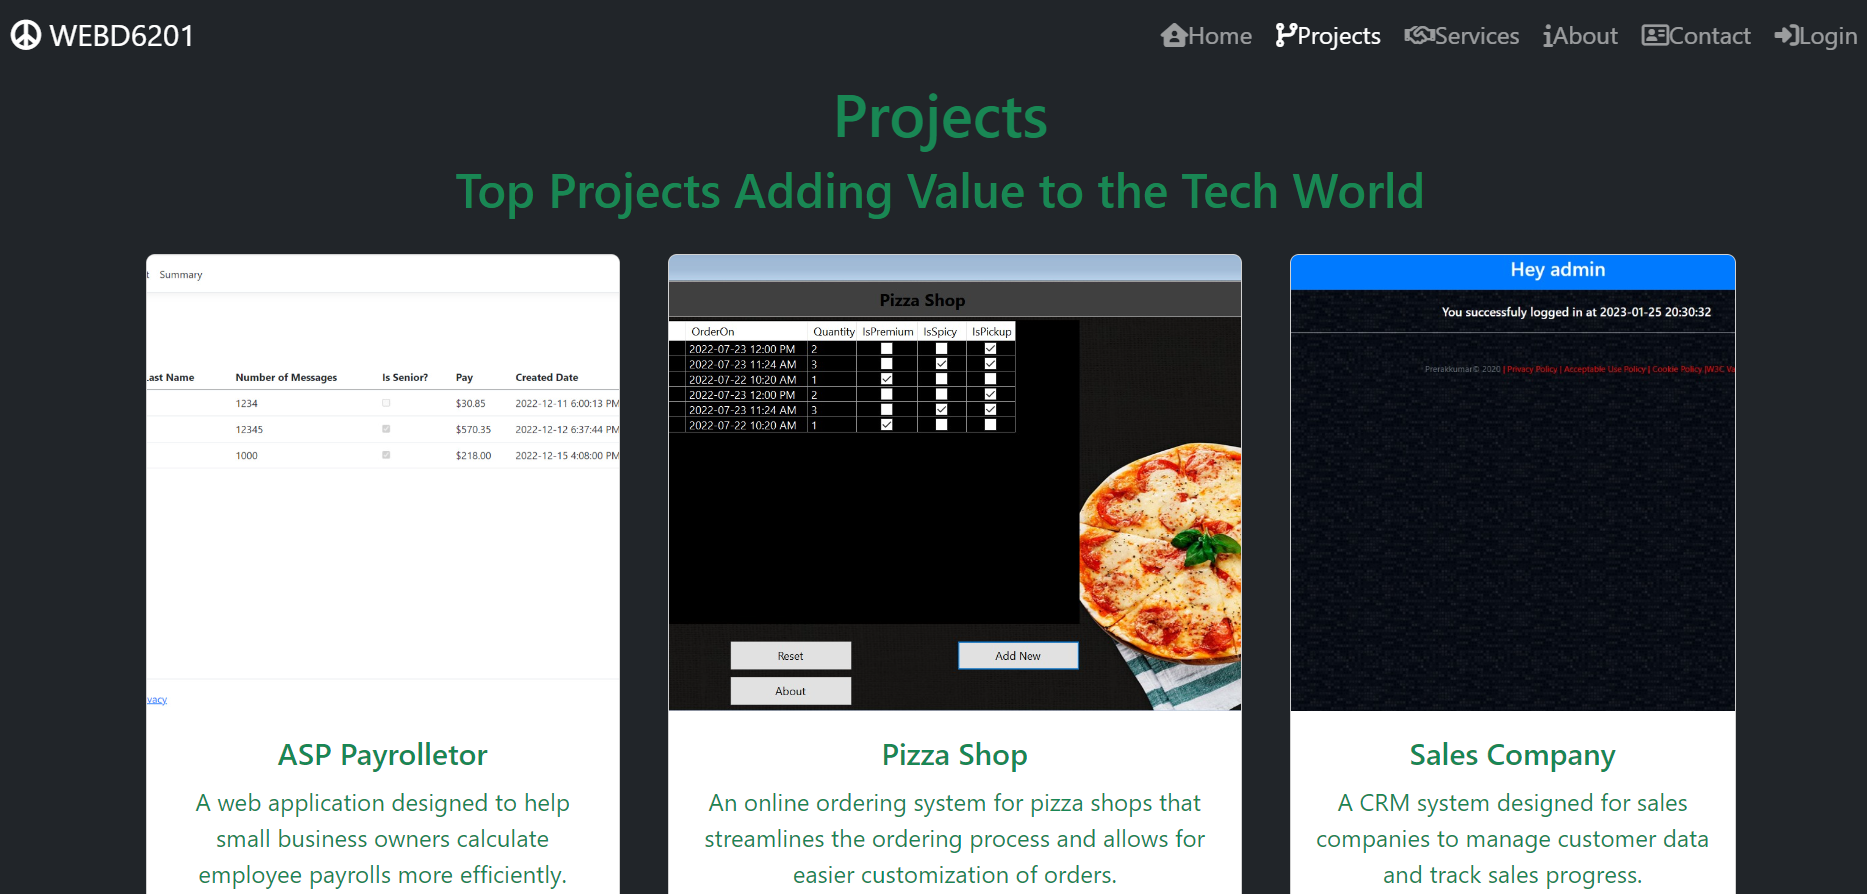 WEBD6201
Home Projects Services About Contact Login
Projects
Top Projects Adding Value to the Tech World
Summary
Last Name Number of Messages Is Senior? Pay Created Date
1234 $30.85 2022-12-11 6:00:13 PM
12345 $570.35 2022-12-12 6:37:44 PM
1000 $218.00 2022-12-15 4:08:00 PM
vacy
ASP Payrolletor
A web application designed to help
small business owners calculate
employee payrolls more efficiently.
Pizza Shop
OrderOn Quantity IsPremium IsSpicy IsPickup
2022-07-23 12:00 PM 2
2022-07-23 11:24 AM 3
2022-07-22 10:20 AM 1
2022-07-23 12:00 PM 2
2022-07-23 11:24 AM 3
2022-07-22 10:20 AM 1
Reset Add New
About
Pizza Shop
An online ordering system for pizza shops that
streamlines the ordering process and allows for
easier customization of orders.
Hey admin
You successfuly logged in at 2023-01-25 20:30:32
Prerakkumar© 2020 | Privacy Policy | Acceptable Use Policy | Cookie Policy |W3C Va
Sales Company
A CRM system designed for sales
companies to manage customer data
and track sales progress.